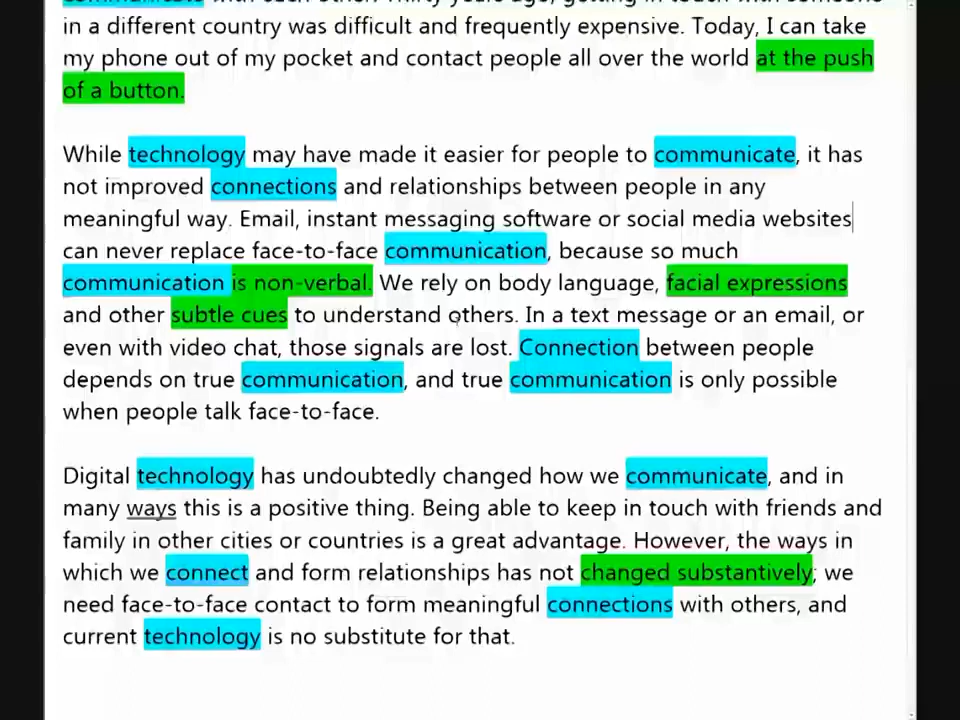 in a different country was difficult and frequently expensive. Today, I can take
my phone out of my pocket and contact people all over the world at the push
of a button.
While technology may have made it easier for people to communicate, it has
not improved connections and relationships between people in any
meaningful way. Email, instant messaging software or social media websites
can never replace face-to-face communication, because so much
communication is non-verbal. We rely on body language, facial expressions
and other subtle cues to understand others. In a text message or an email, or
even with video chat, those signals are lost. Connection between people
depends on true communication, and true communication is only possible
when people talk face-to-face.
Digital technology has undoubtedly changed how we communicate, and in
many ways this is a positive thing. Being able to keep in touch with friends and
family in other cities or countries is a great advantage. However, the ways in
which we connect and form relationships has not changed substantively; we
need face-to-face contact to form meaningful connections with others, and
current technology is no substitute for that.